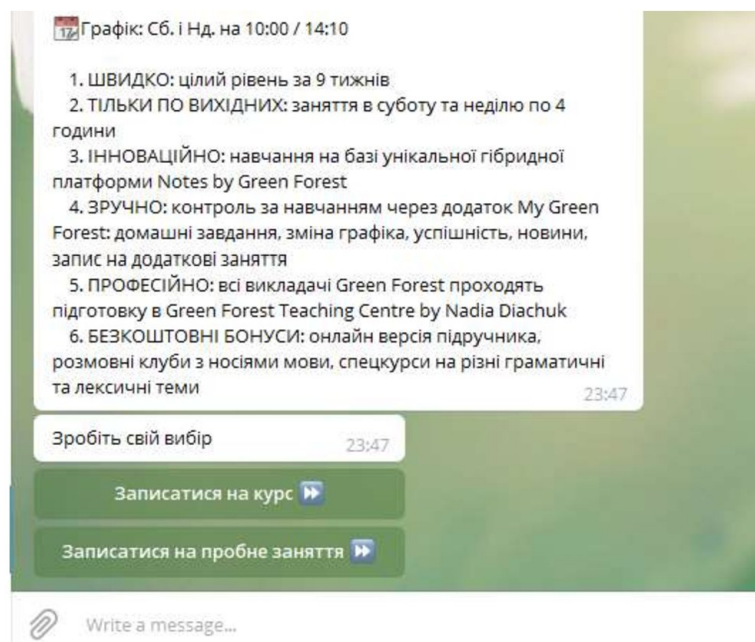 Графік: Сб. і Нд. на 10:00 / 14:10
1. ШВИДКО: цілий рівень за 9 тижнів
2. ТІЛЬКИ ПО ВИХІДНИХ: заняття в суботу та неділю по 4
години
3. ІННОВАЦІЙНО: навчання на базі унікальної гібридної
платформи Notes by Green Forest
4. ЗРУЧНО: контроль за навчанням через додаток My Green
Forest: домашні завдання, зміна графіка, успішність, новини,
запис на додаткові заняття
5. ПРОФЕСІЙНО: всі викладачі Green Forest проходять
підготовку в Green Forest Teaching Centre by Nadia Diachuk
6. БЕЗКОШТОВНІ БОНУСИ: онлайн версія підручника,
розмовні клуби з носіями мови, спецкурси на різні граматичні
та лексичні теми
23:47
Зробіть свій вибір
23:47
Записатися на курс
Записатися на пробне заняття
Write a message...